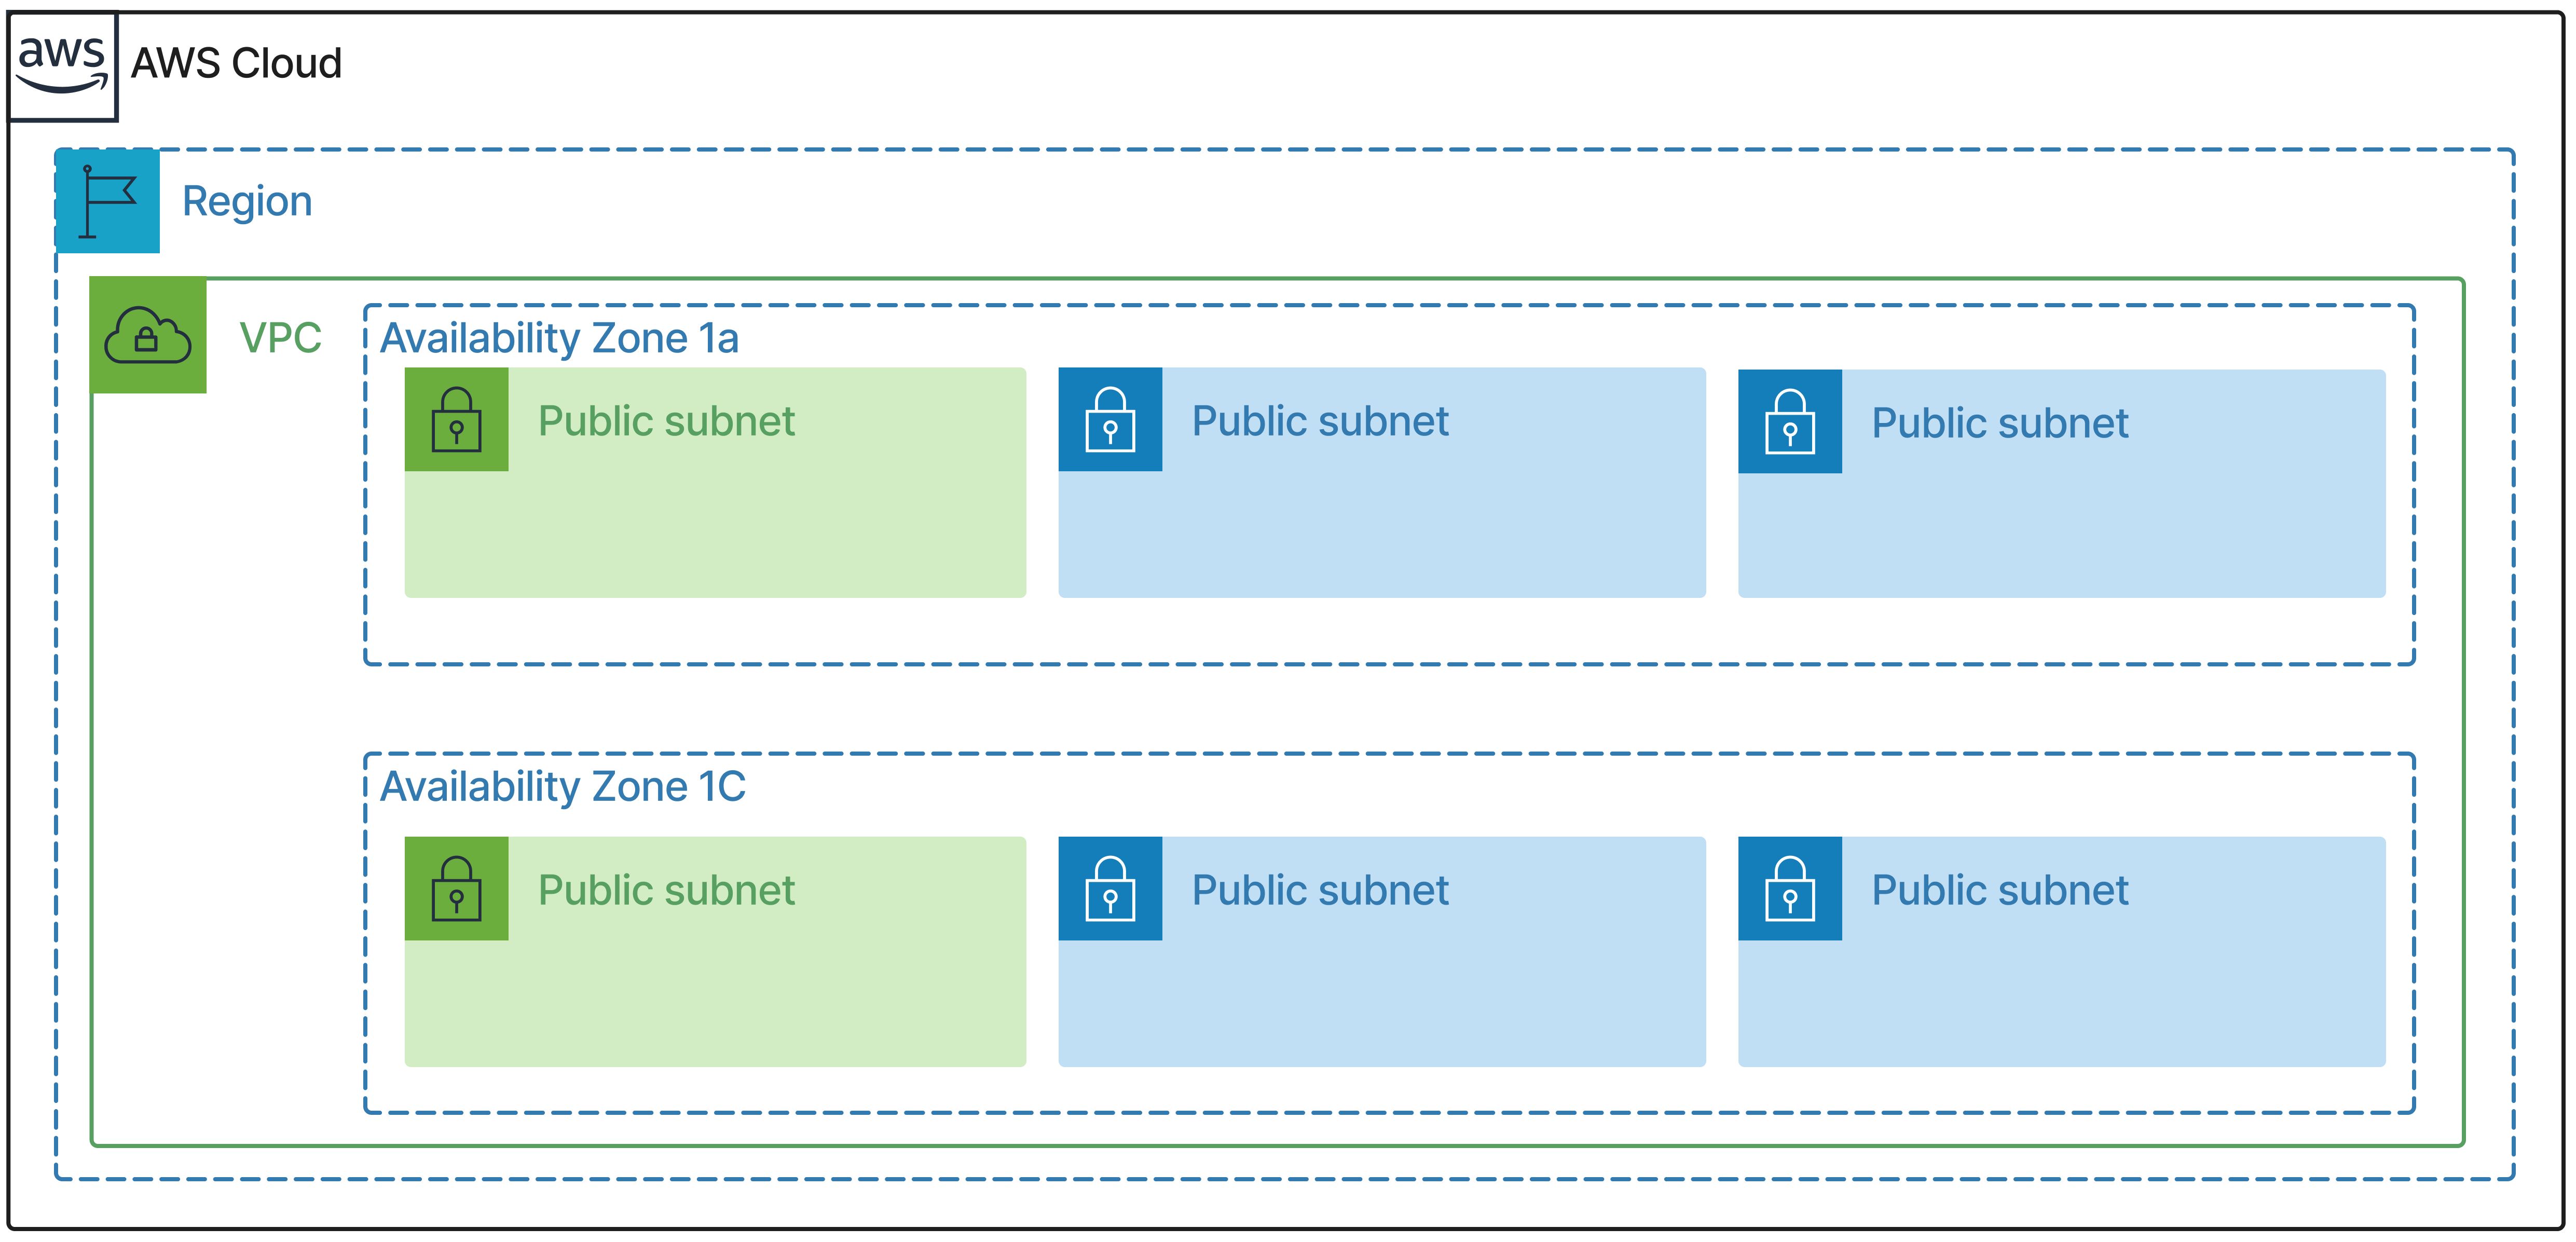 aws
AWS Cloud
Region
VPC
Availability Zone 1a
Public subnet
Public subnet
Public subnet
Availability Zone 1C
Public subnet
Public subnet
Public subnet